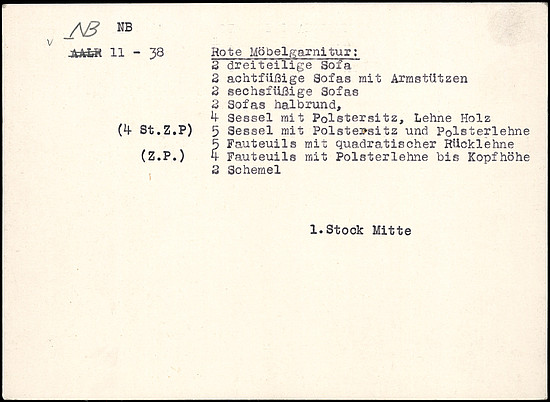 NB NB
v
AALR 11 - 38 Rote Möbelgarnitur:
2 dreiteilige Sofa
2 achtfüßige Sofas mit Armstützen
2 sechsfüßige Sofas
2 Sofas halbrund,
4 Sessel mit Polstersitz, Lehne Holz
(4 St.Z.P) 5 Sessel mit Polstersitz und Polsterlehne
5 Fauteuils mit quadratischer Rücklehne
(Z.P.) 4 Fauteuils mit Polsterlehne bis Kopfhöhe
2 Schemel
1.Stock Mitte